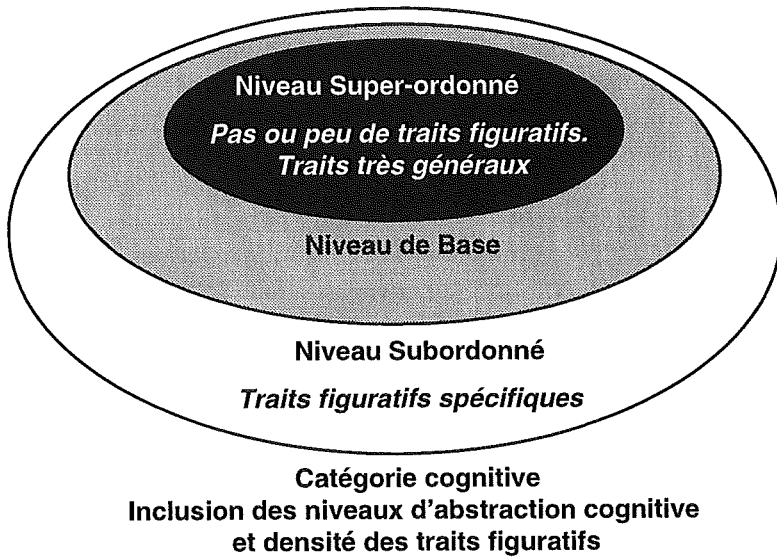 Niveau Super-ordonné
Pas ou peu de traits figuratifs.
Traits très généraux
Niveau de Base
Niveau Subordonné
Traits figuratifs spécifiques
Catégorie cognitive
Inclusion des niveaux d'abstraction cognitive
et densité des traits figuratifs